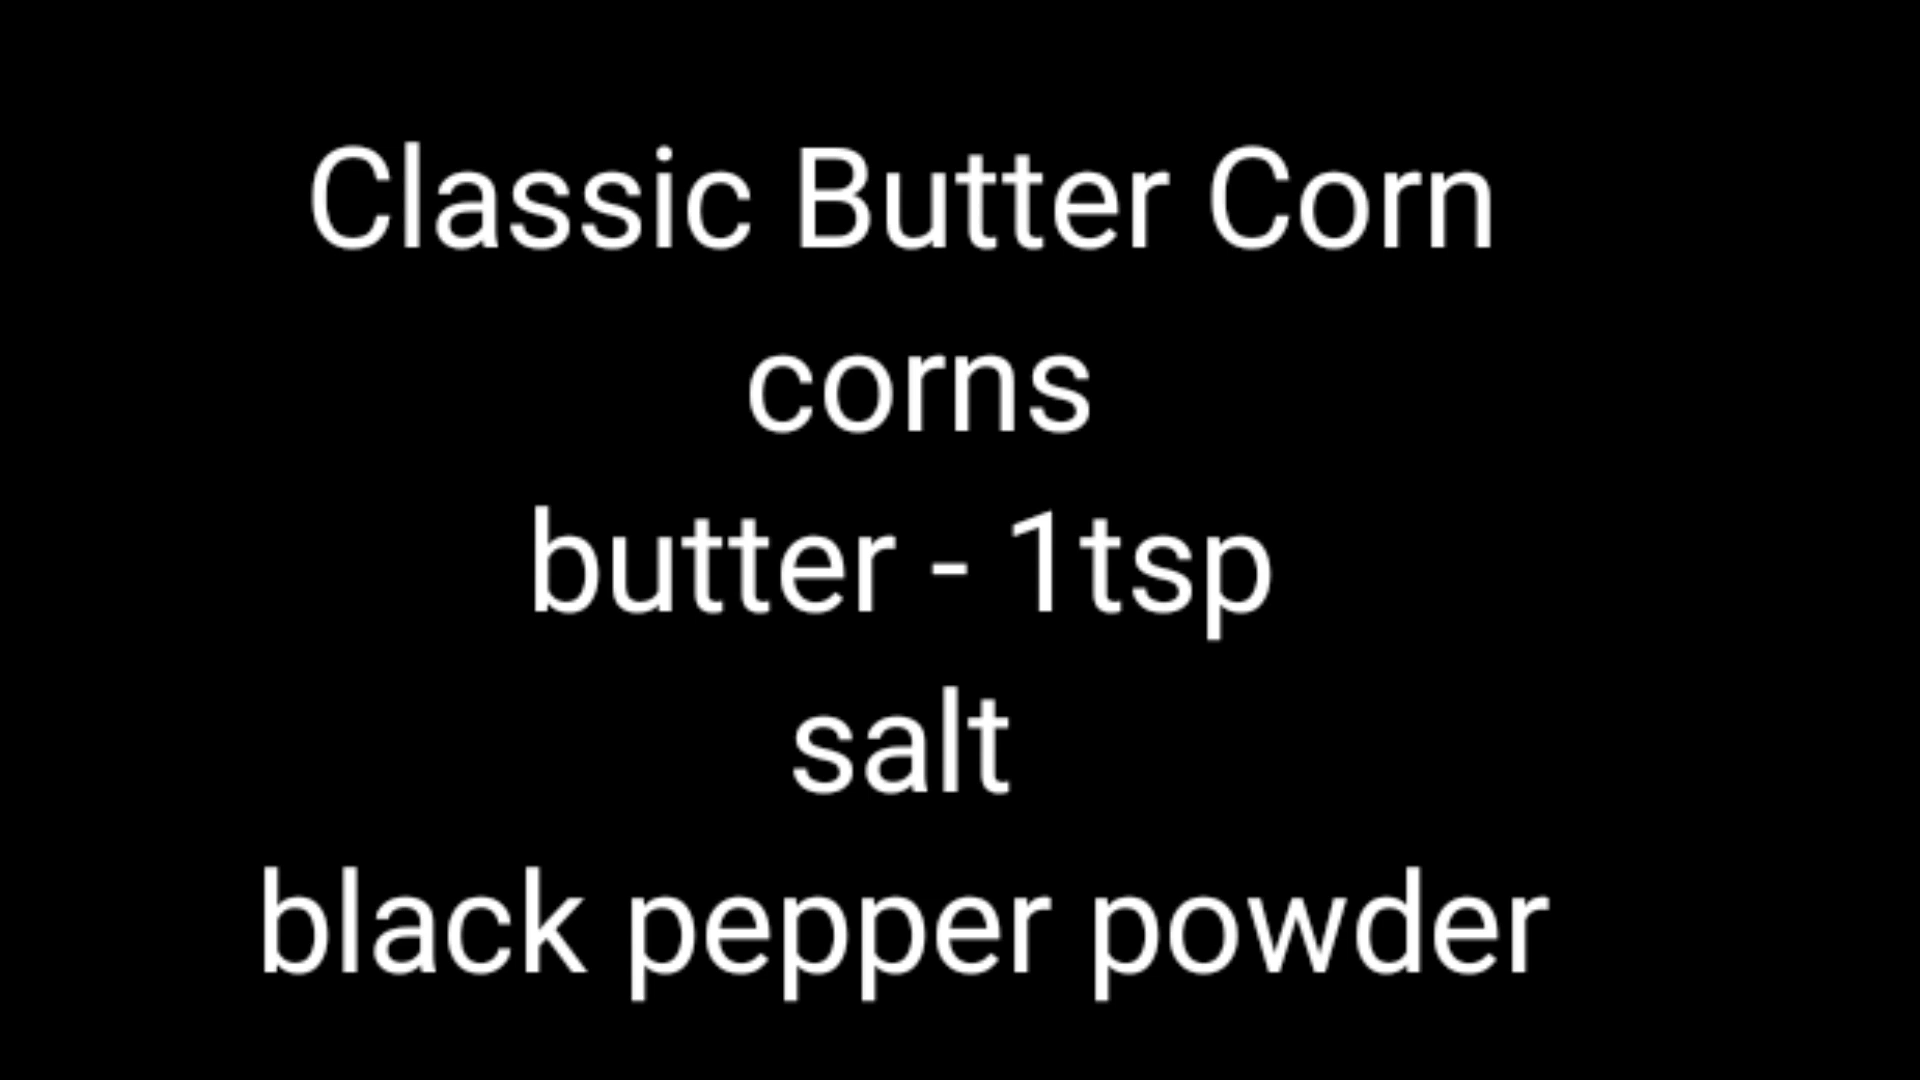 Classic Butter Corn
corns
butter - 1tsp
salt
black pepper powder